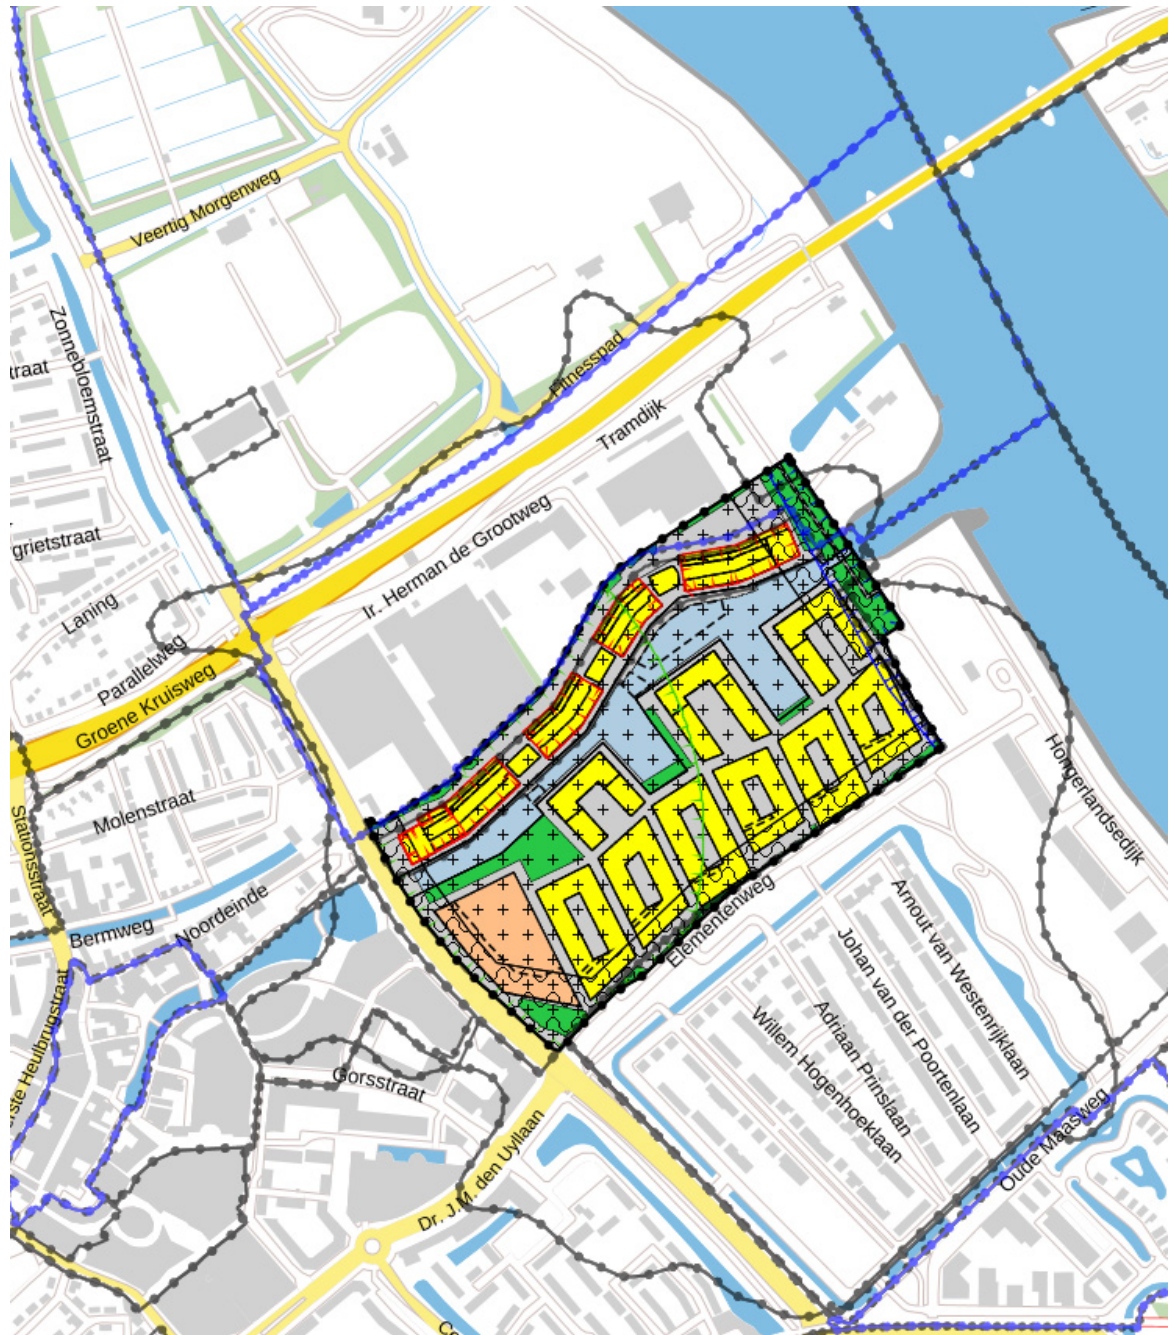 Veertig Morgenweg
Zonnebloemstraat
traat
Fitnesspad
Tramdijk
grietstraat
Ir. Herman de Grootweg
Laning
Parallelweg
Groene Kruisweg
Hongerlandsedijk
Molenstraat
Stationsstraat
Elementenweg
Noordeinde
Bermweg
Arnout van Westenrijklaan
Johan van der Poortenlaan
Adriaan Prinslaan
Willem Hogenhoeklaan
erste Heulbrugstraat
Gorsstraat
Oude Maasweg
Dr. J.M. den Uyllaan
Co